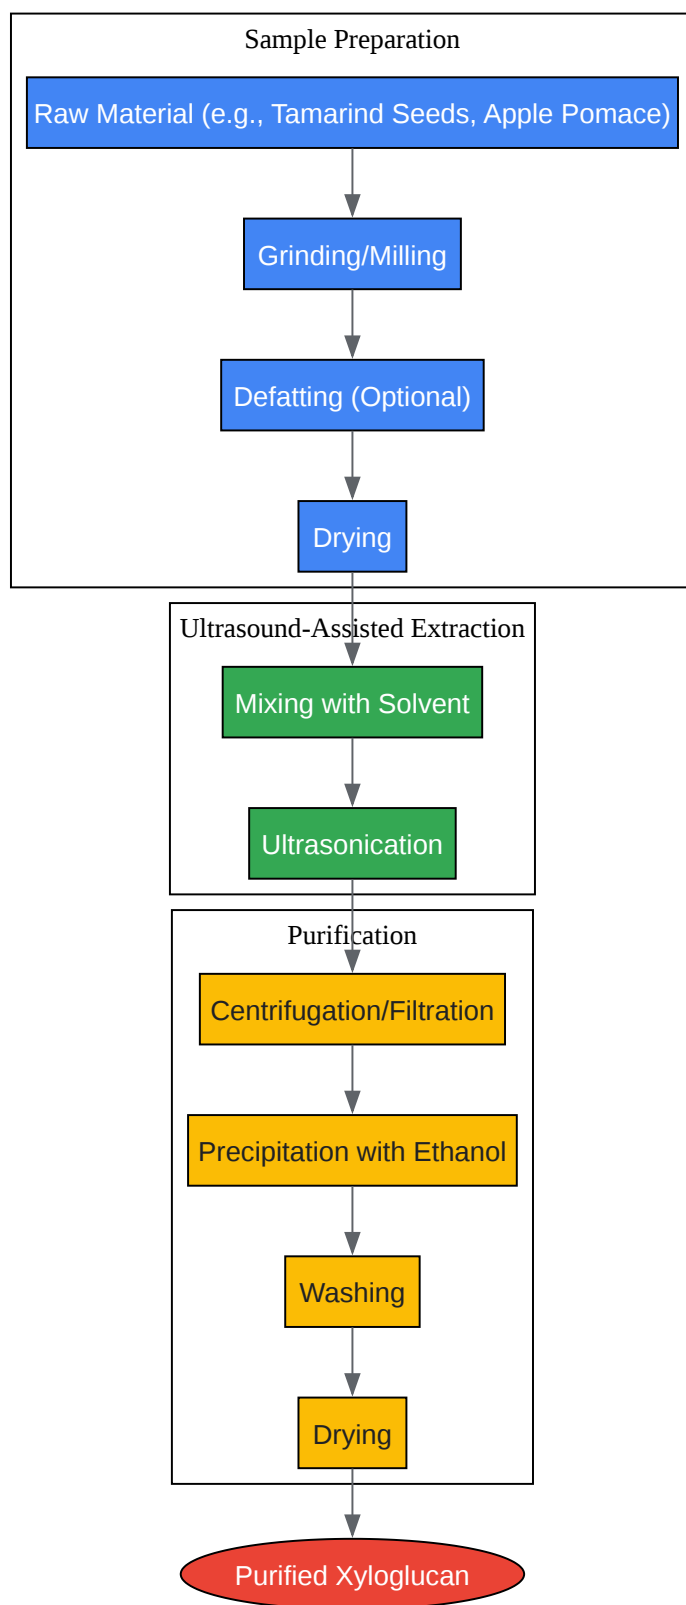 Sample Preparation
Raw Material (e.g., Tamarind Seeds, Apple Pomace)
Grinding/Milling
Defatting (Optional)
Drying
Ultrasound-Assisted Extraction
Mixing with Solvent
Ultrasonication
Purification
Centrifugation/Filtration
Precipitation with Ethanol
Washing
Drying
Purified Xyloglucan